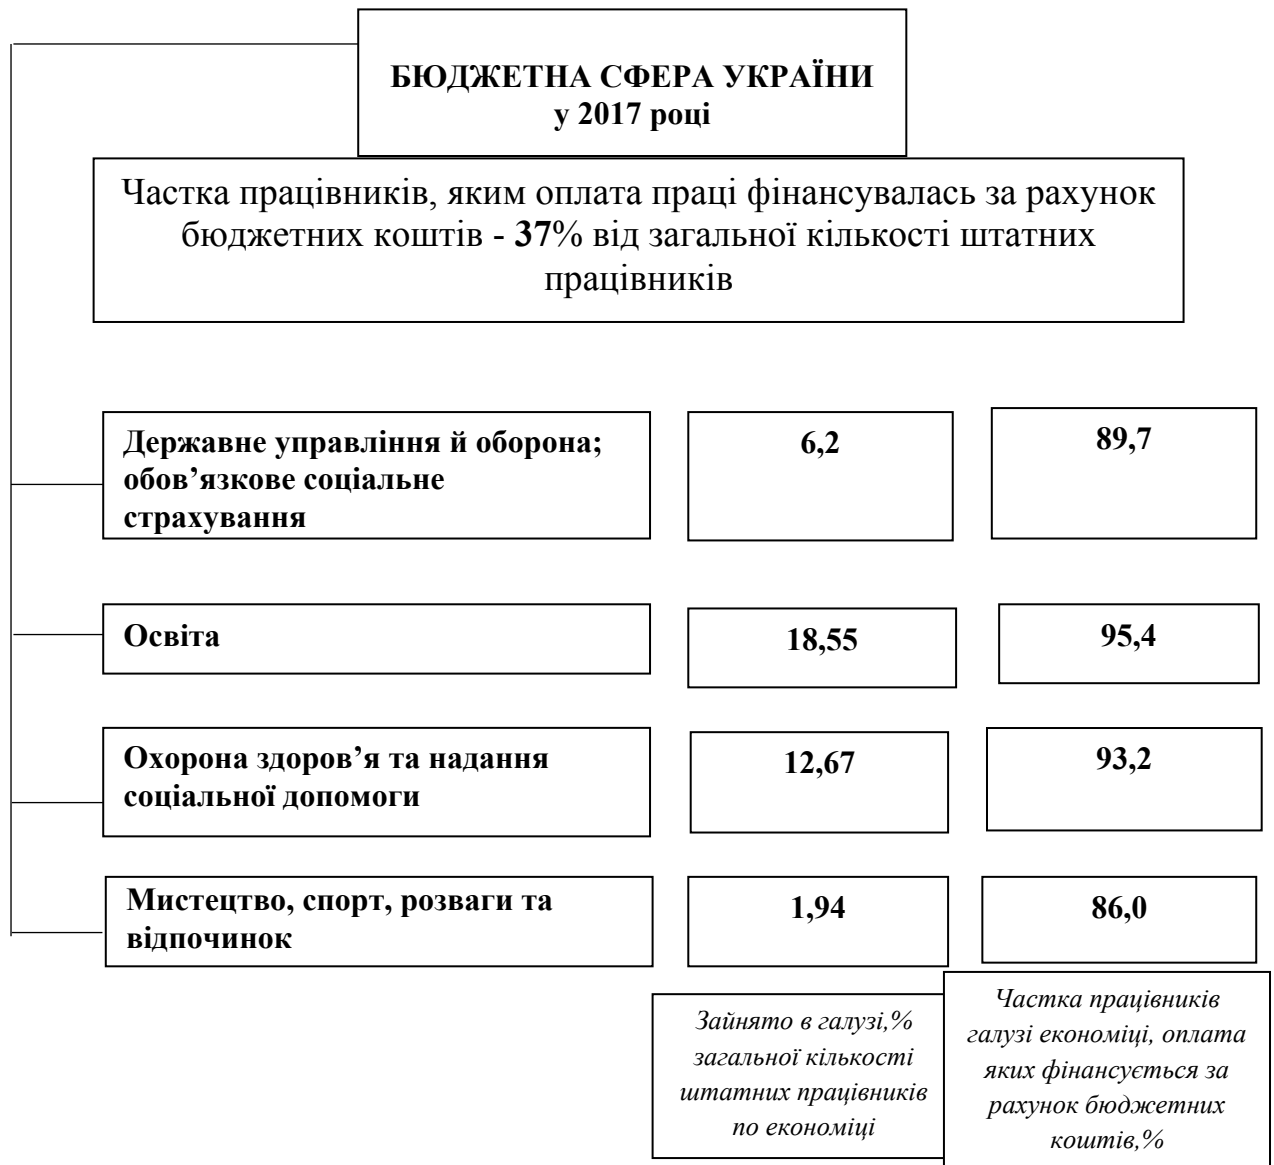 БЮДЖЕТНА СФЕРА УКРАЇНИ
у 2017 році
Частка працівників, яким оплата праці фінансувалась за рахунок
бюджетних коштів - 37% від загальної кількості штатних
працівників
Державне управління й оборона;
обов’язкове соціальне
страхування
6,2
89,7
Освіта
18,55
95,4
Охорона здоров’я та надання
соціальної допомоги
12,67
93,2
Мистецтво, спорт, розваги та
відпочинок
1,94
86,0
Зайнято в галузі,%
загальної кількості
штатних працівників
по економіці
Частка працівників
галузі економіці, оплата
яких фінансується за
рахунок бюджетних
коштів,%